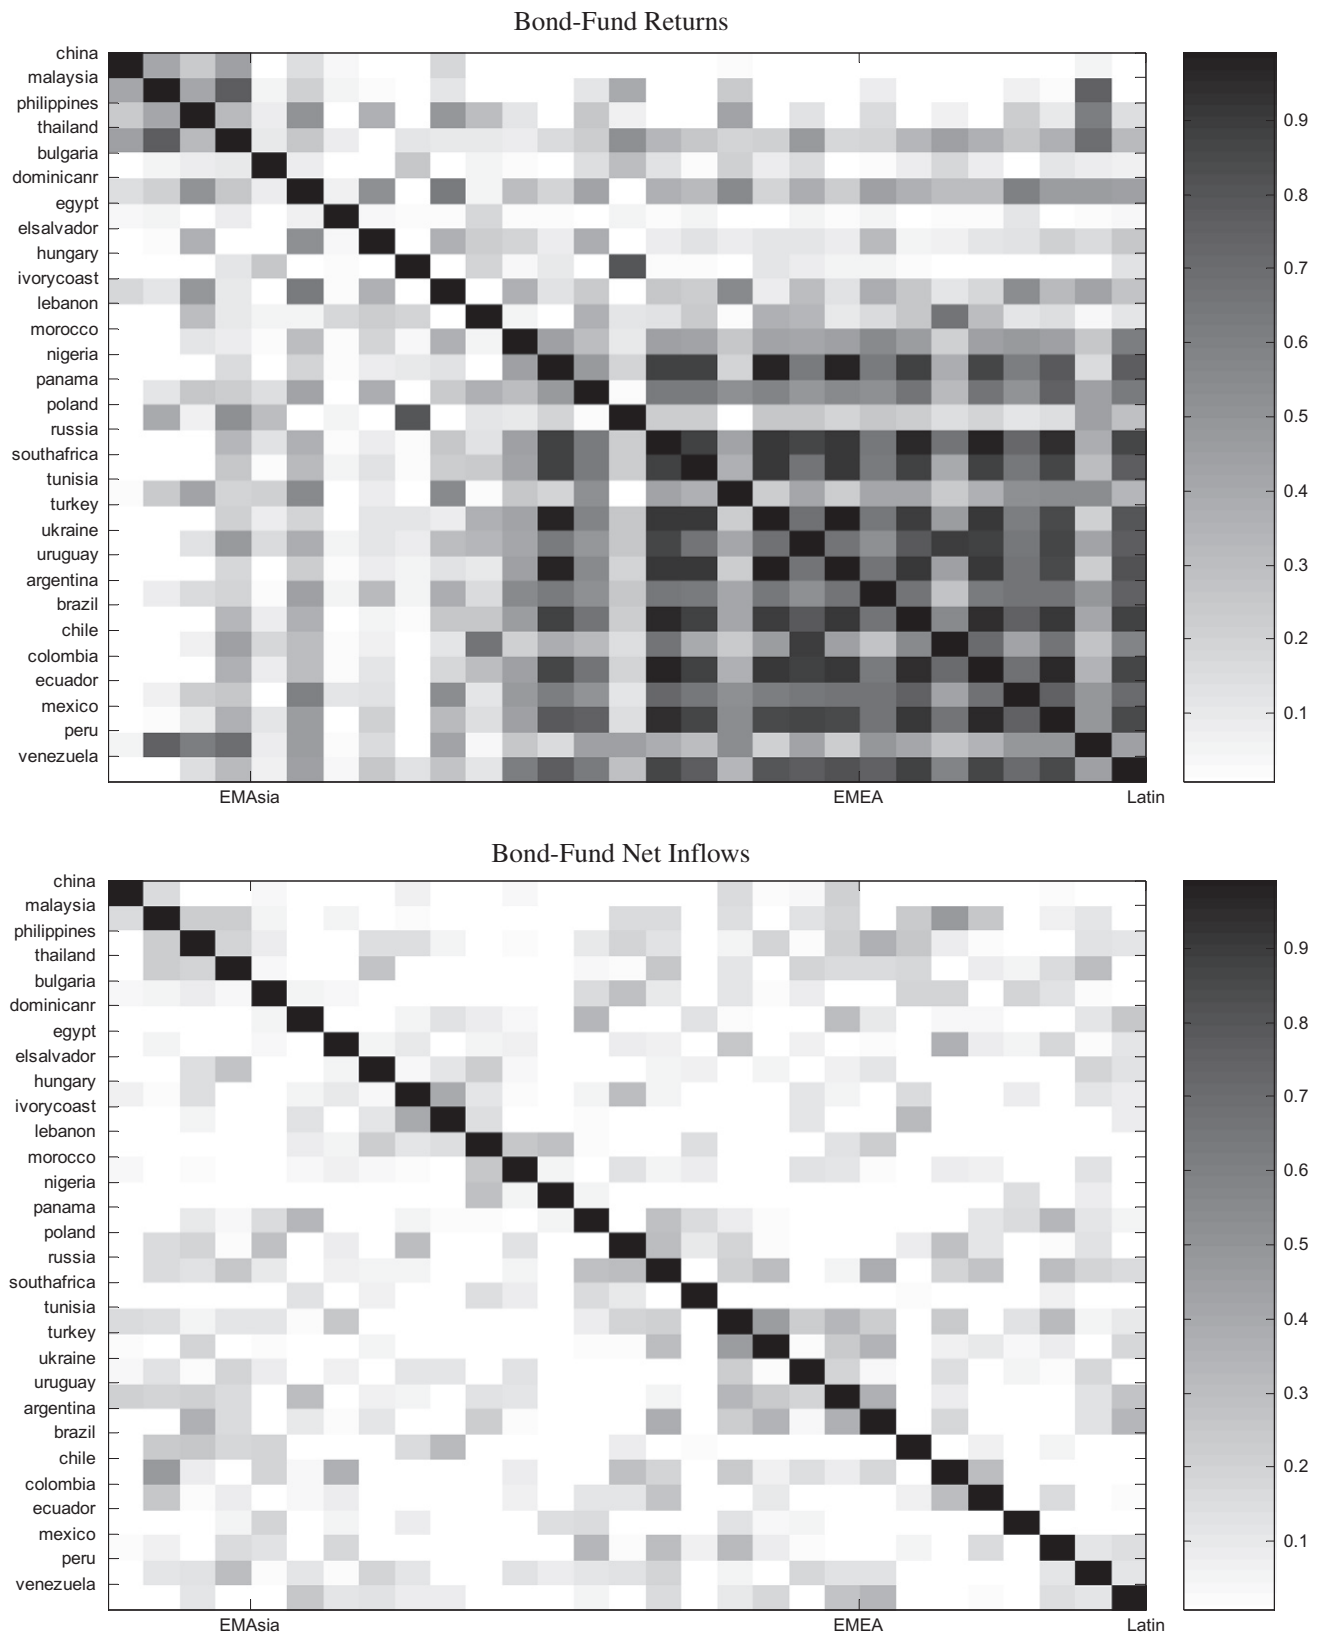 Bond-Fund Returns
china
malaysia
philippines
thailand
bulgaria
dominicanr
egypt
elsalvador
hungary
ivorycoast
lebanon
morocco
nigeria
panama
poland
russia
southafrica
tunisia
turkey
ukraine
uruguay
argentina
brazil
chile
colombia
ecuador
mexico
peru
venezuela
EMAsia EMEA Latin
0.9
0.8
0.7
0.6
0.5
0.4
0.3
0.2
0.1
Bond-Fund Net Inflows
china
malaysia
philippines
thailand
bulgaria
dominicanr
egypt
elsalvador
hungary
ivorycoast
lebanon
morocco
nigeria
panama
poland
russia
southafrica
tunisia
turkey
ukraine
uruguay
argentina
brazil
chile
colombia
ecuador
mexico
peru
venezuela
EMAsia EMEA Latin
0.9
0.8
0.7
0.6
0.5
0.4
0.3
0.2
0.1